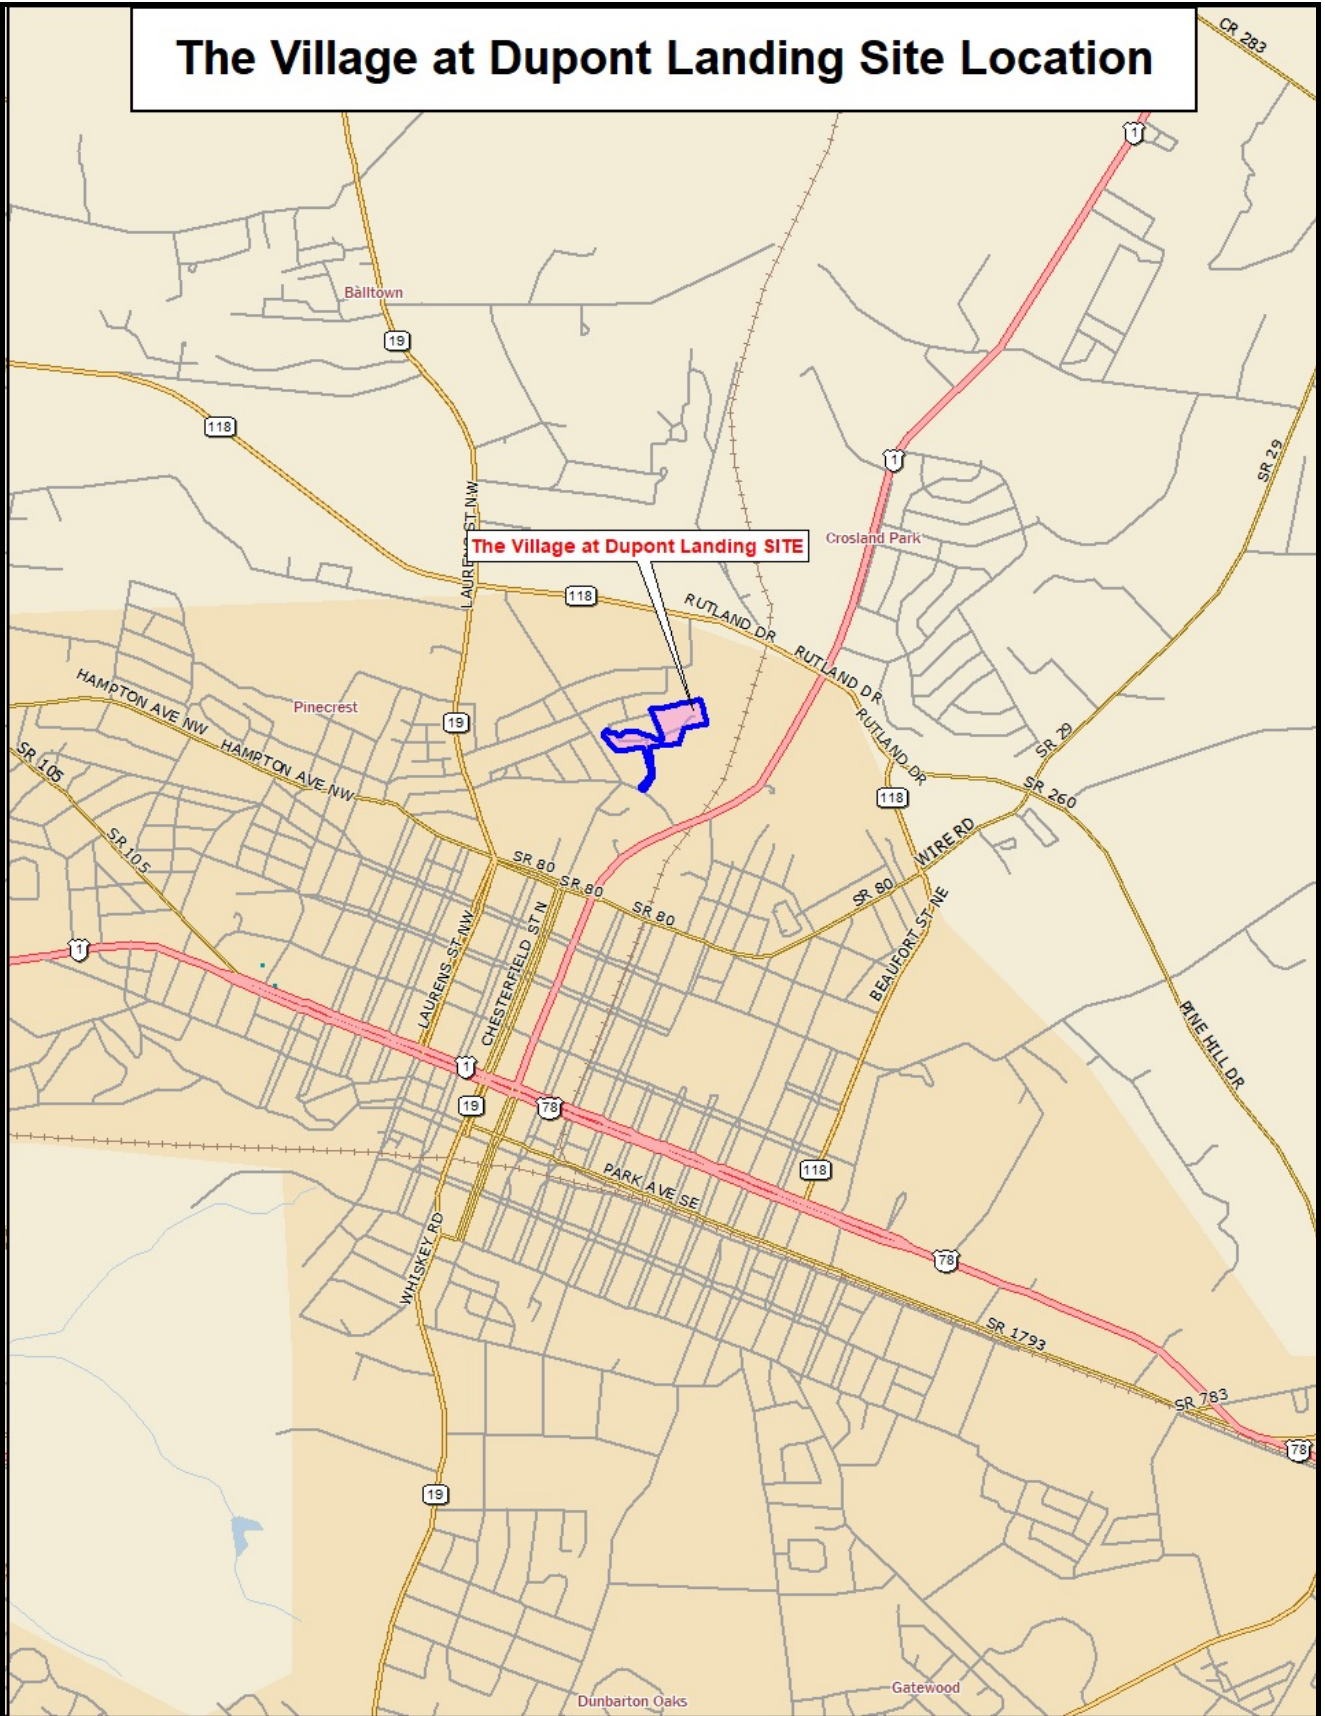 The Village at Dupont Landing Site Location
CR 283
1
Balltown
19
118
1
SR 29
LAURENS ST NW
The Village at Dupont Landing SITE
Crosland Park
118
RUTLAND DR
RUTLAND DR
HAMPTON AVE NW
Pinecrest
19
RUTLAND DR
SR 29
HAMPTON AVE NW
SR 105
118
SR 260
SR 105
WIRE RD
SR 80
SR 80
SR 80
SR 80
BEAUFORT ST NE
LAURENS ST NW
CHESTERFIELD ST N
1
PINE HILL DR
1
19
78
118
PARK AVE SE
WHISKEY RD
78
SR 1793
SR 783
78
19
Gatewood
Dunbarton Oaks